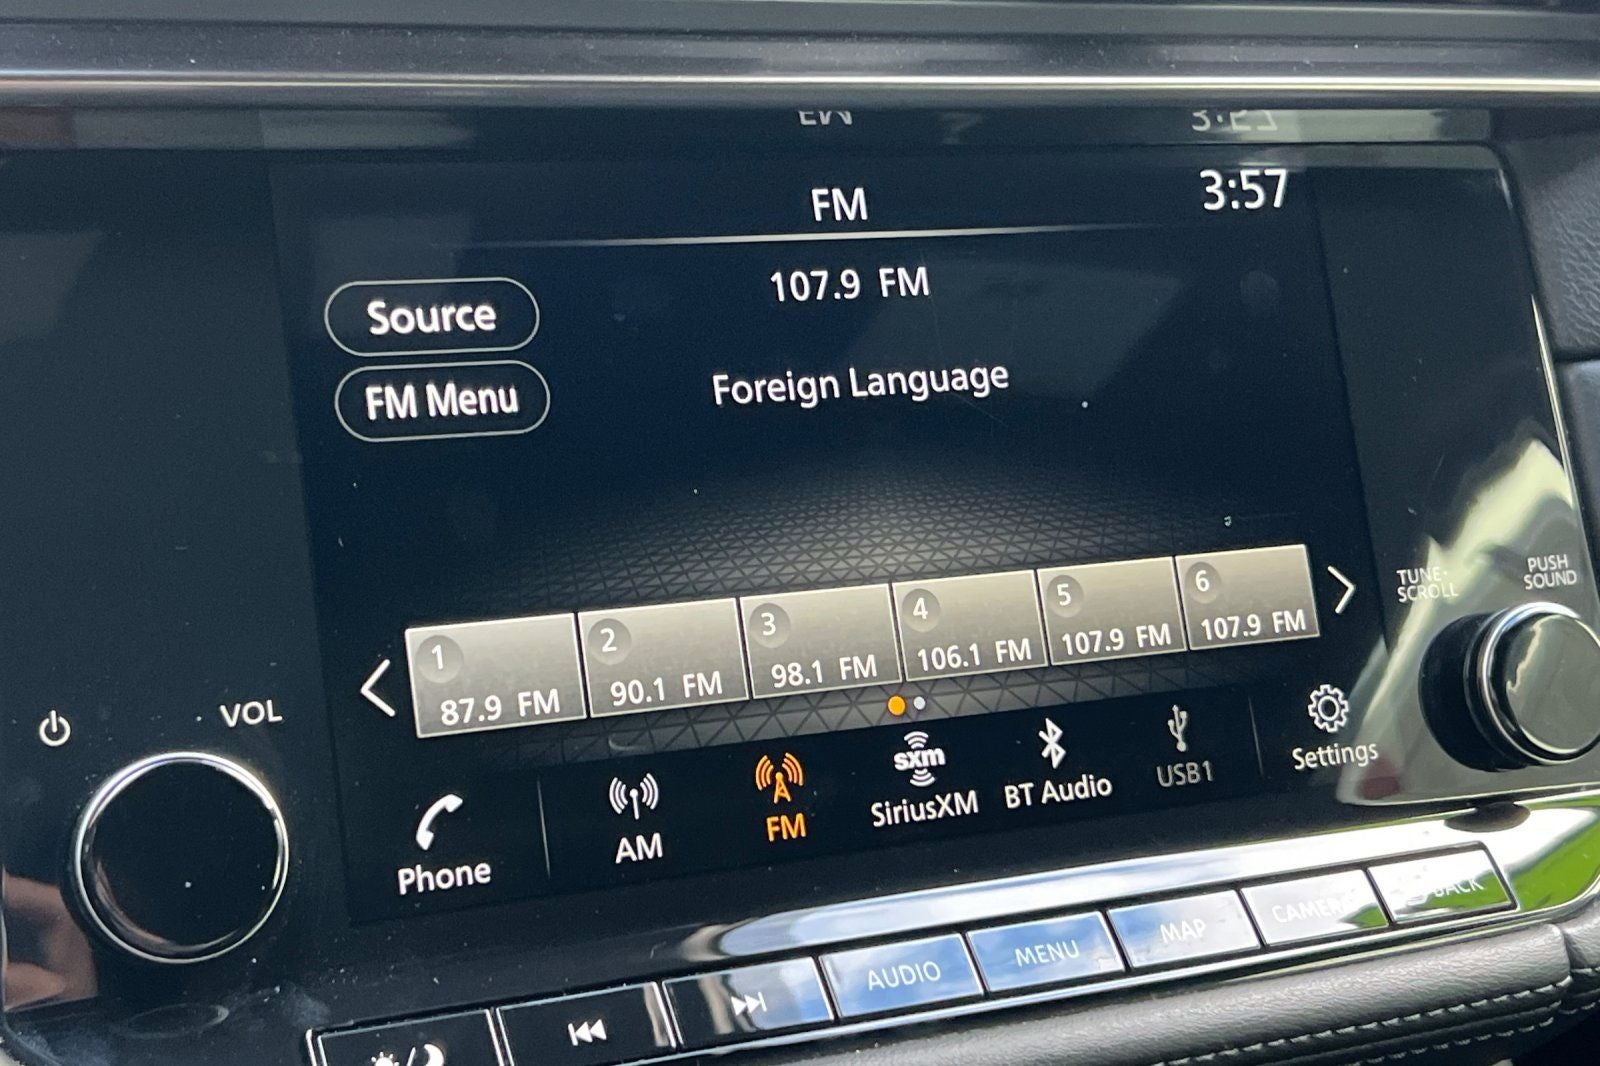 FM
3:57
107.9 FM
Source
Foreign Language
FM Menu
1
87.9 FM
2
90.1 FM
3
98.1 FM
4
106.1 FM
5
107.9 FM
6
107.9 FM
TUNE·
SCROLL
PUSH
SOUND
VOL
Phone
AM
FM
sxm
SiriusXM
BT Audio
USB1
Settings
AUDIO
MENU
MAP
CAMERA
BACK